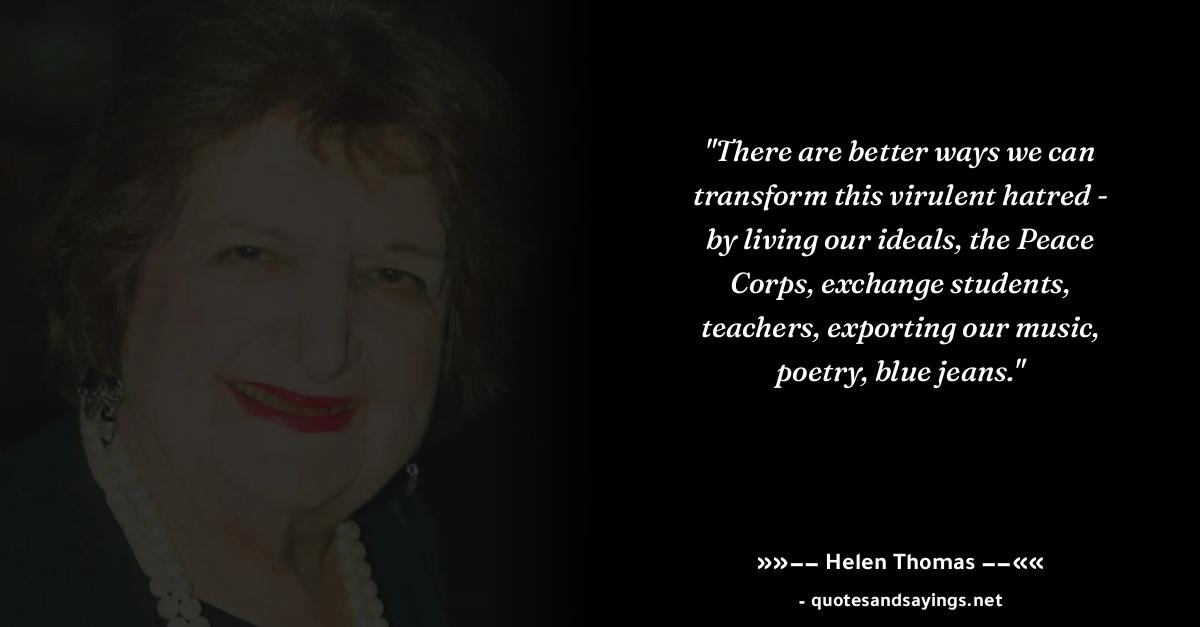 "There are better ways we can
transform this virulent hatred -
by living our ideals, the Peace
Corps, exchange students,
teachers, exporting our music,
poetry, blue jeans."
»»–– Helen Thomas ––««
- quotesandsayings.net